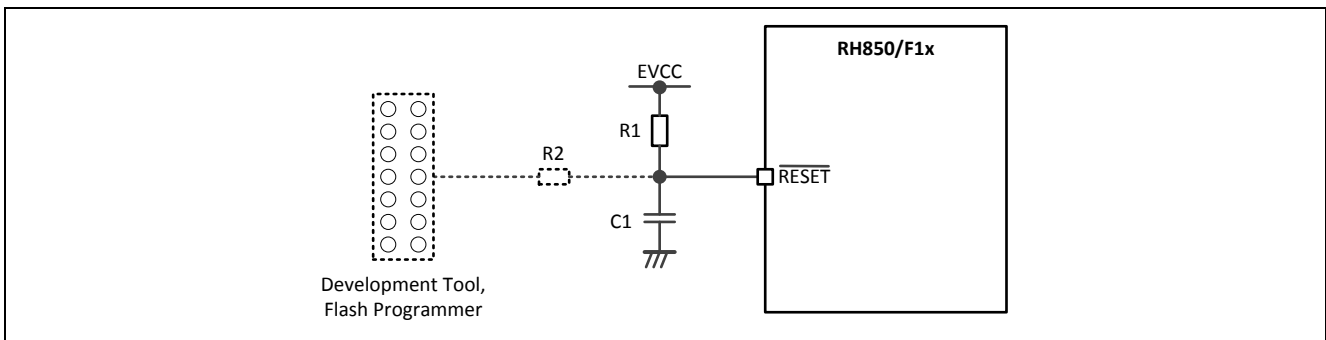 RH850/F1x
EVCC
R1
R2
RESET
C1
Development Tool,
Flash Programmer